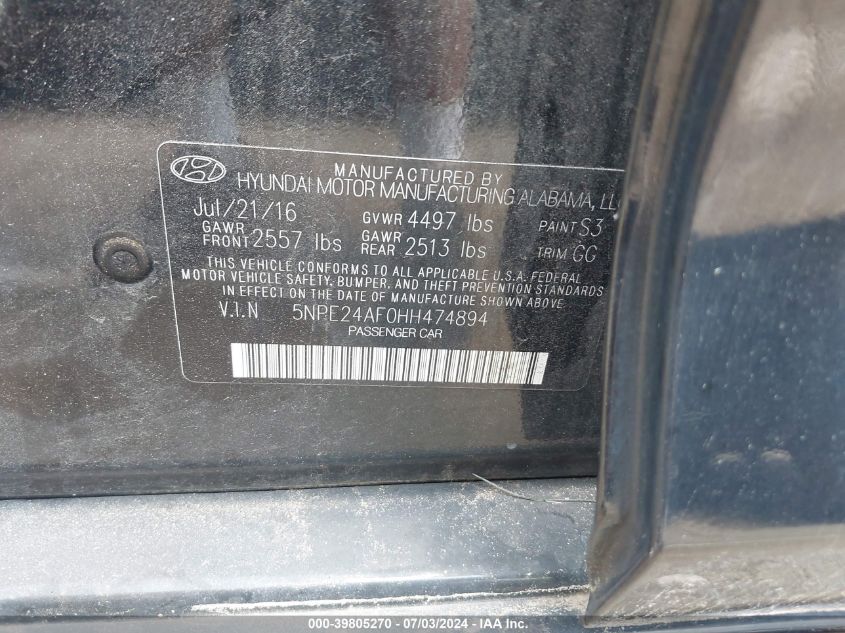 MANUFACTURED BY
HYUNDAI MOTOR MANUFACTURING ALABAMA,
Jul/21/16 GVWR 4497 lbs PAINT S3
GAWR FRONT 2557 lbs GAWR REAR 2513 lbs TRIM GG
THIS VEHICLE CONFORMS TO ALL APPLICABLE U.S.A. FEDERAL
MOTOR VEHICLE SAFETY, BUMPER, AND THEFT PREVENTION STANDARDS
IN EFFECT ON THE DATE OF MANUFACTURE SHOWN ABOVE.
V.I.N 5NPE24AF0HH474894
PASSENGER CAR
000-39805270 - 07/03/2024 - IAA Inc.